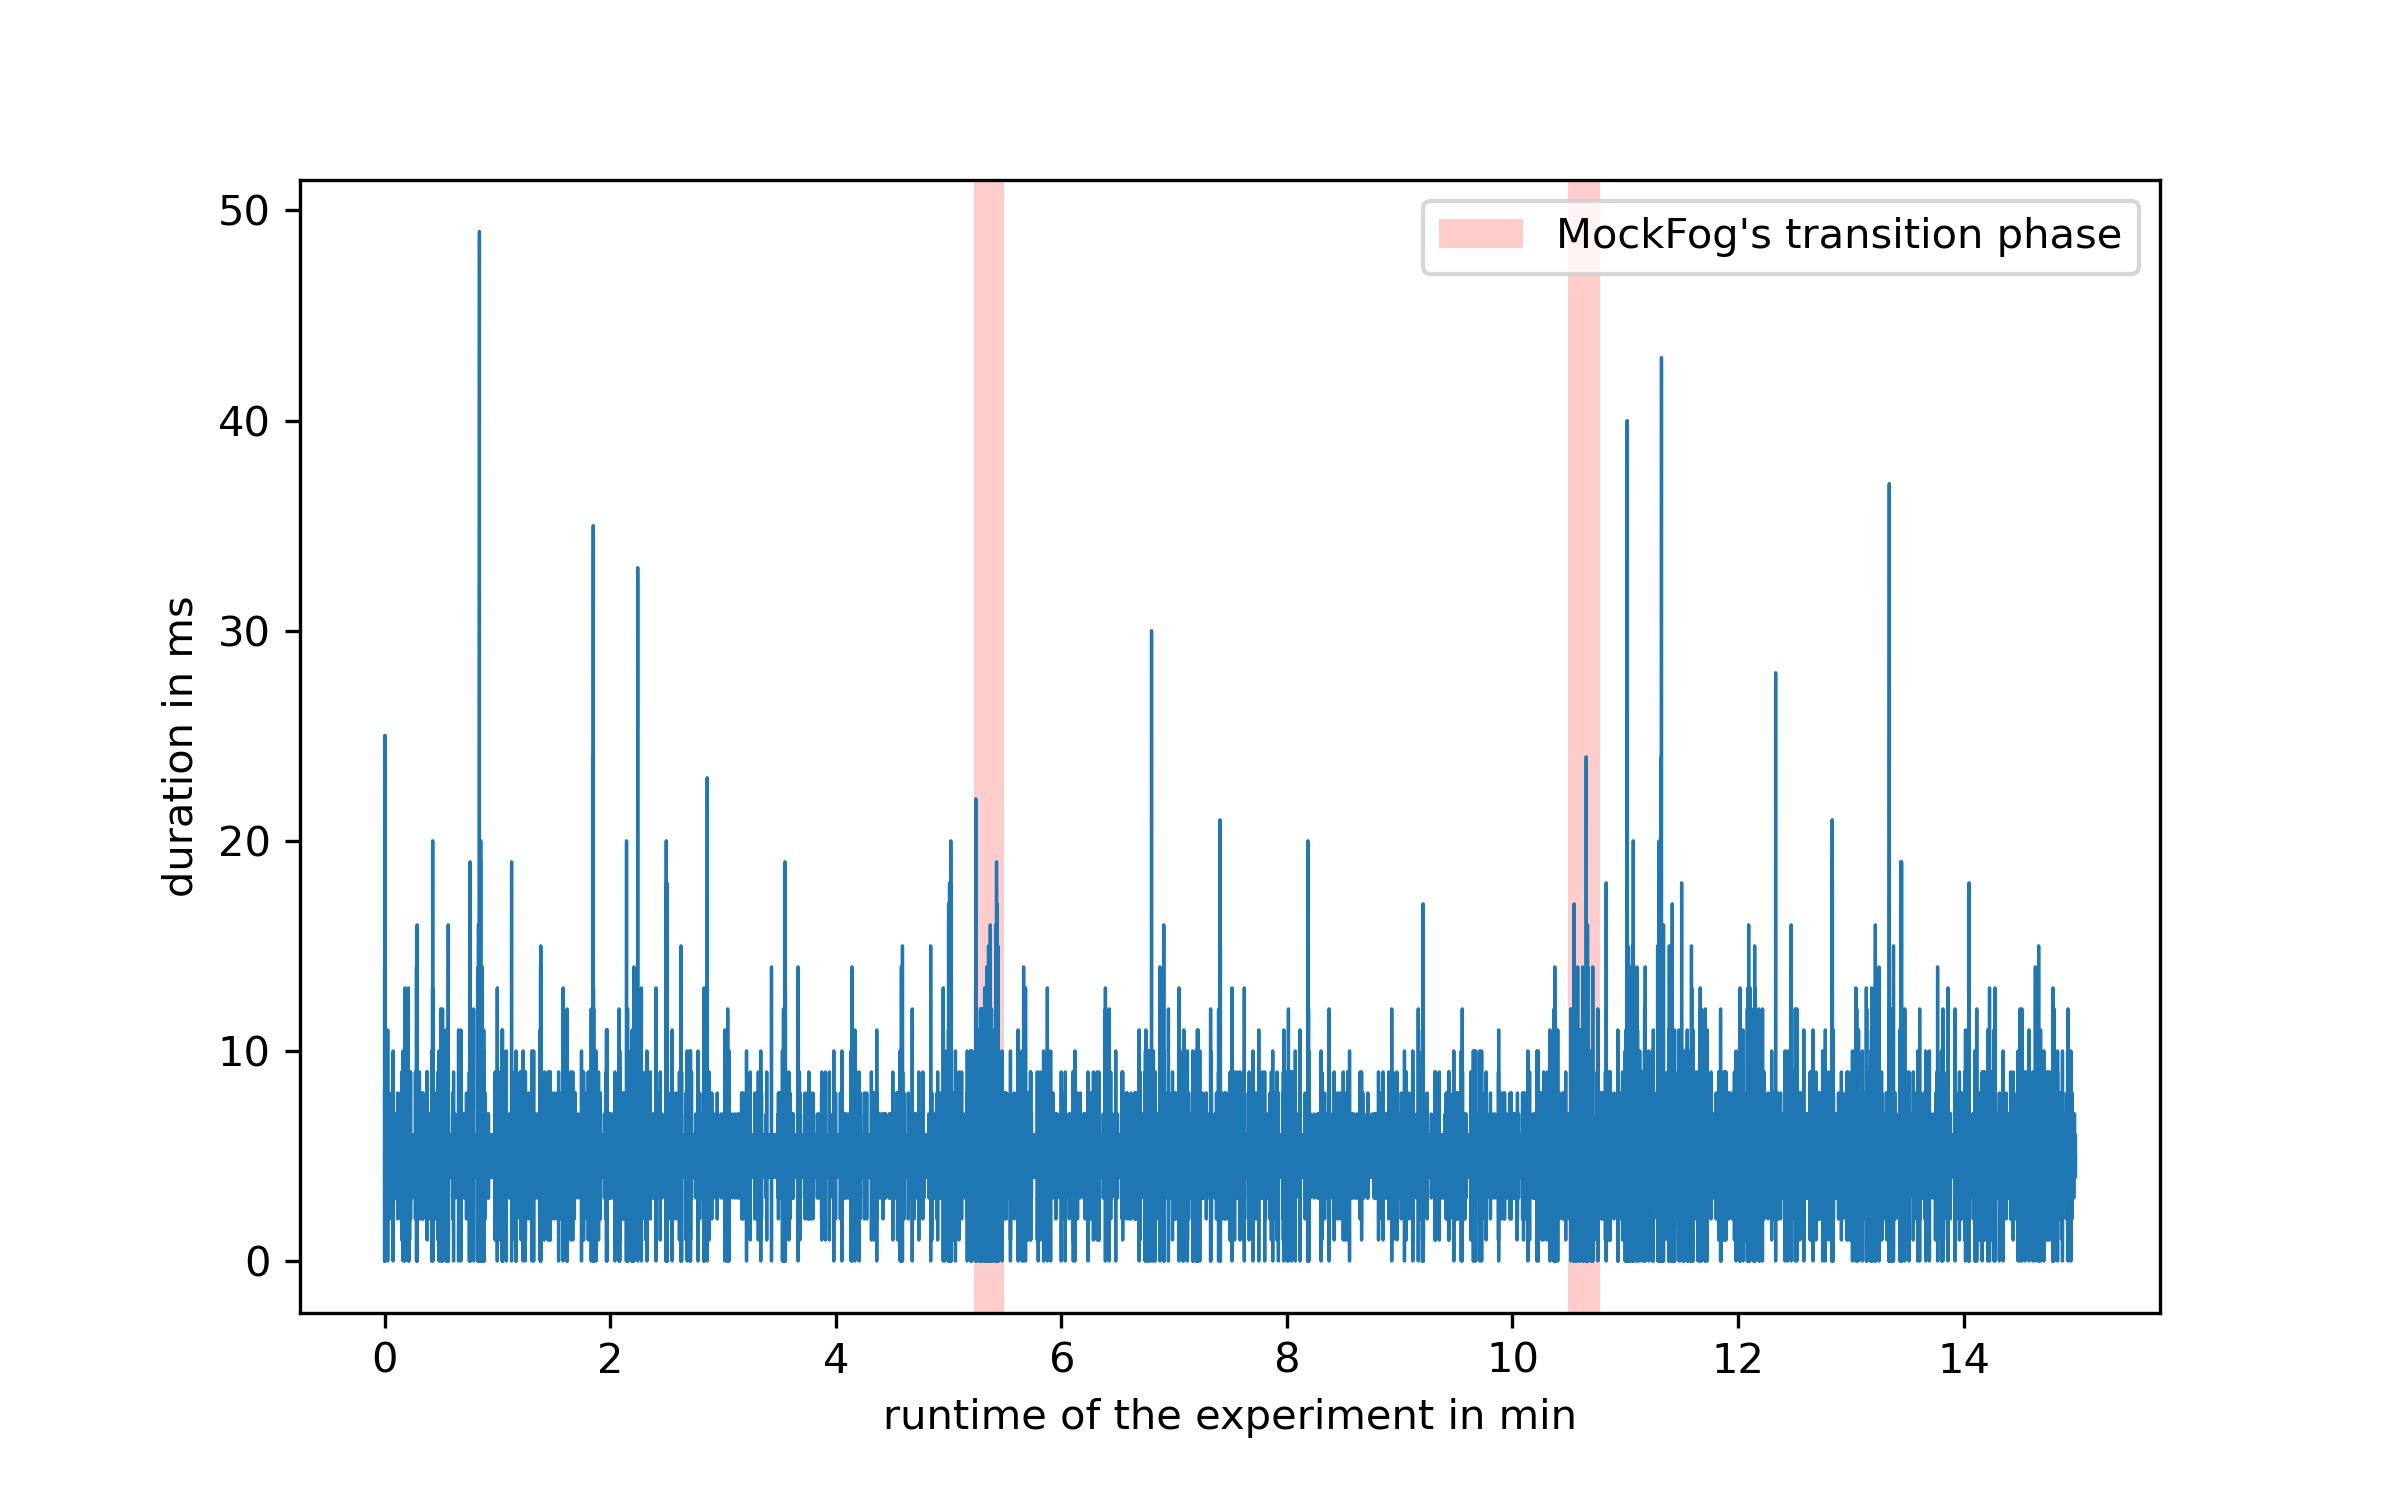 MockFog's transition phase
50
40
30
20
10
0
duration in ms
0 2 4 6 8 10 12 14
runtime of the experiment in min